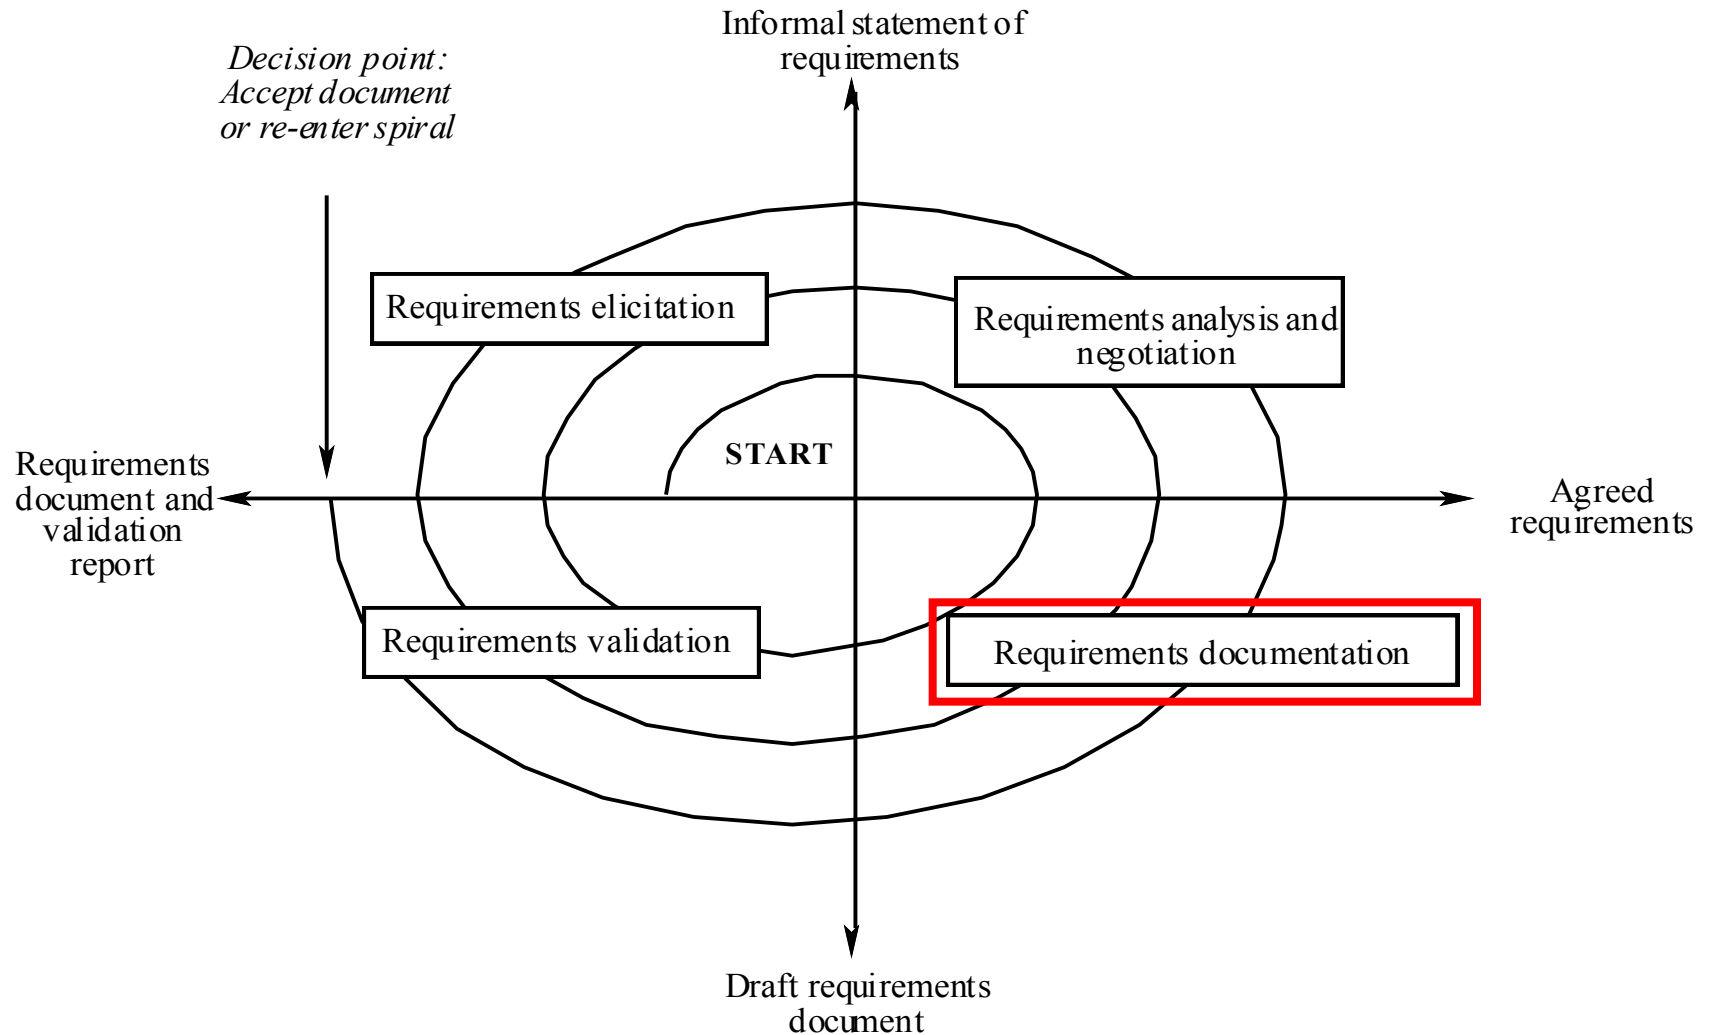 Informal statement of
requirements
Decision point:
Accept document
or re-enter spiral
Requirements elicitation
Requirements analysis and
negotiation
START
Requirements
document and
validation
report
Agreed
requirements
Requirements validation
Requirements documentation
Draft requirements
document